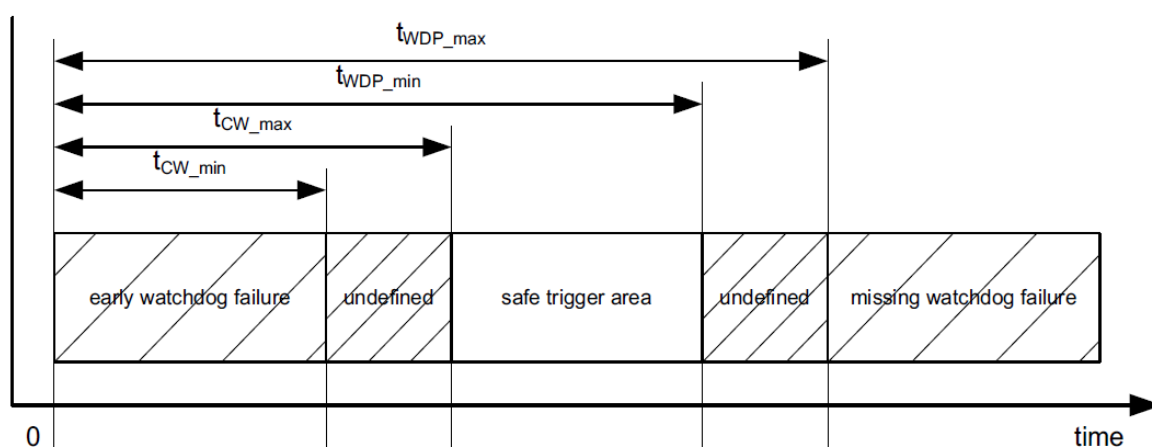 tWDP_max
tWDP_min
tCW_max
tCW_min
early watchdog failure
undefined
safe trigger area
undefined
missing watchdog failure
0
time